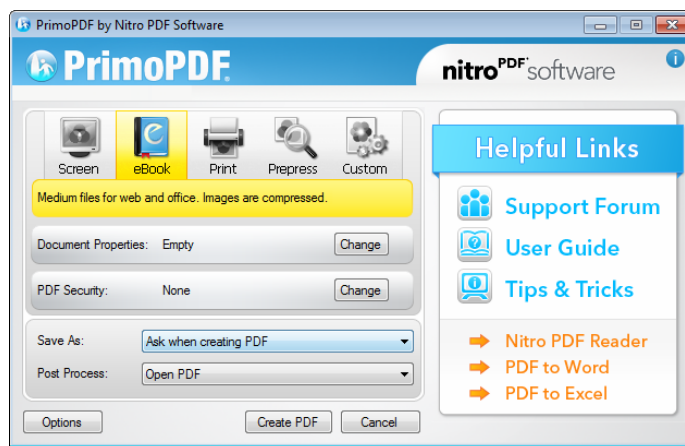 PrimoPDF by Nitro PDF Software
PrimoPDF.
nitroPDF'software
Screen
eBook
Print
Prepress
Custom
Medium files for web and office. Images are compressed.
Document Properties: Empty
Change
PDF Security: None
Change
Save As: Ask when creating PDF
Post Process: Open PDF
Options
Create PDF
Cancel
Helpful Links
Support Forum
User Guide
Tips & Tricks
Nitro PDF Reader
PDF to Word
PDF to Excel